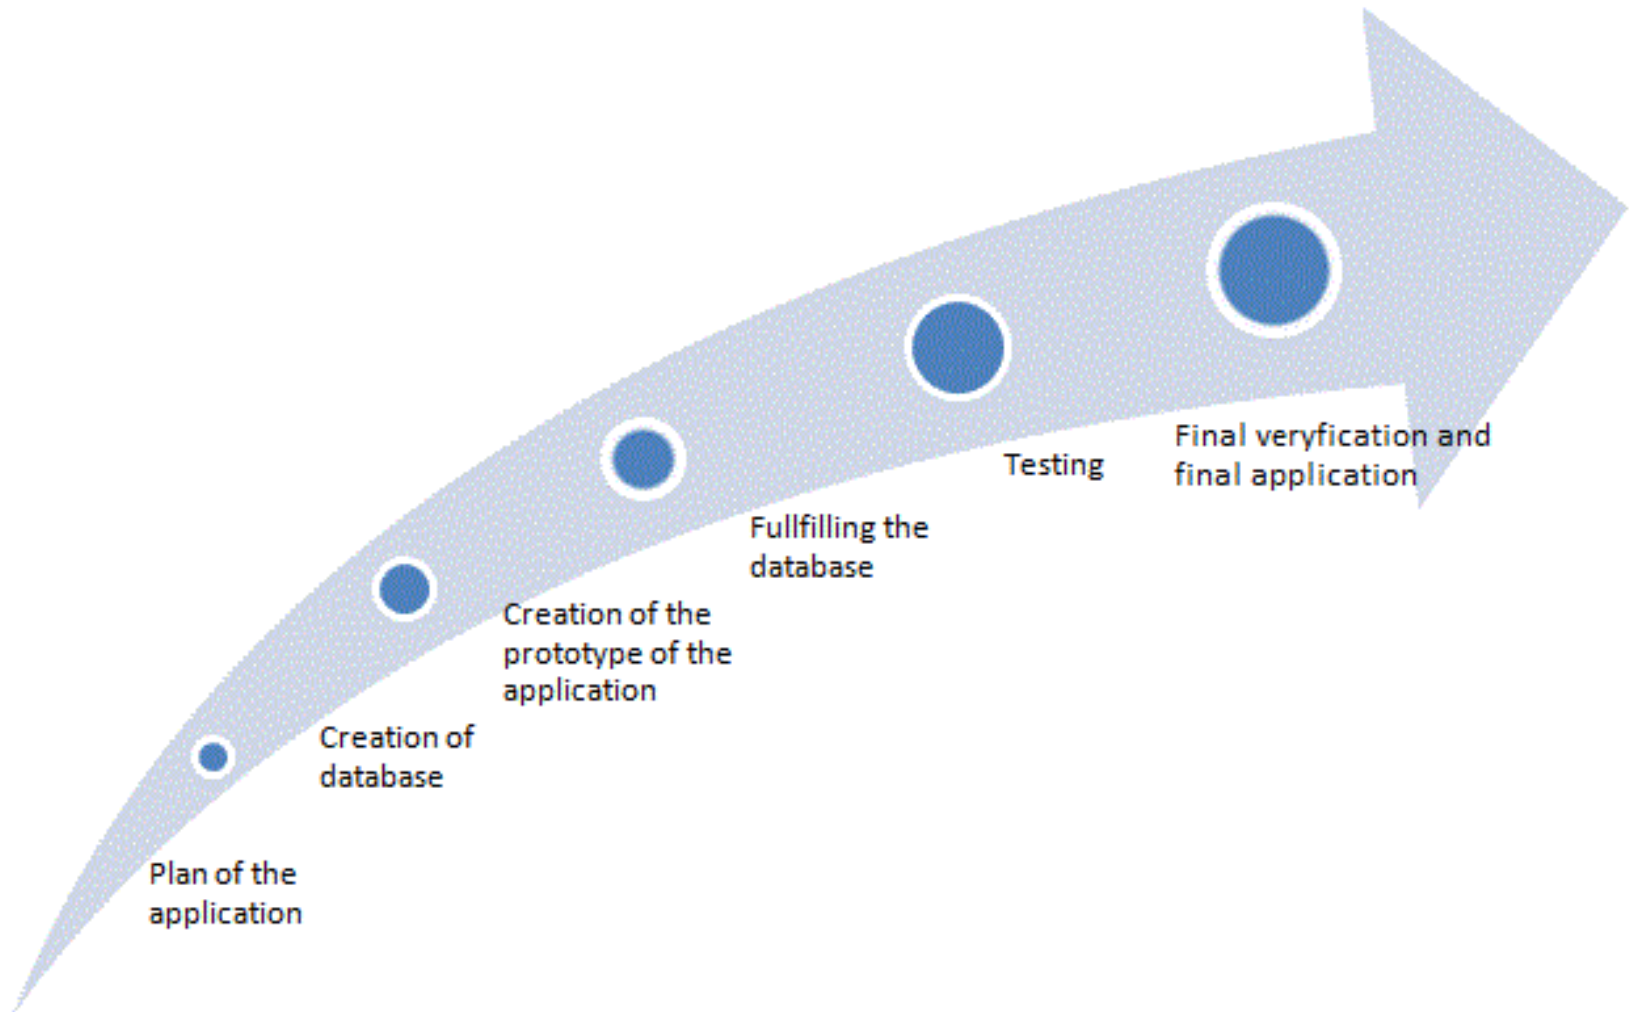 Plan of the
application
Creation of
database
Creation of the
prototype of the
application
Fullfilling the
database
Testing
Final veryfication and
final application